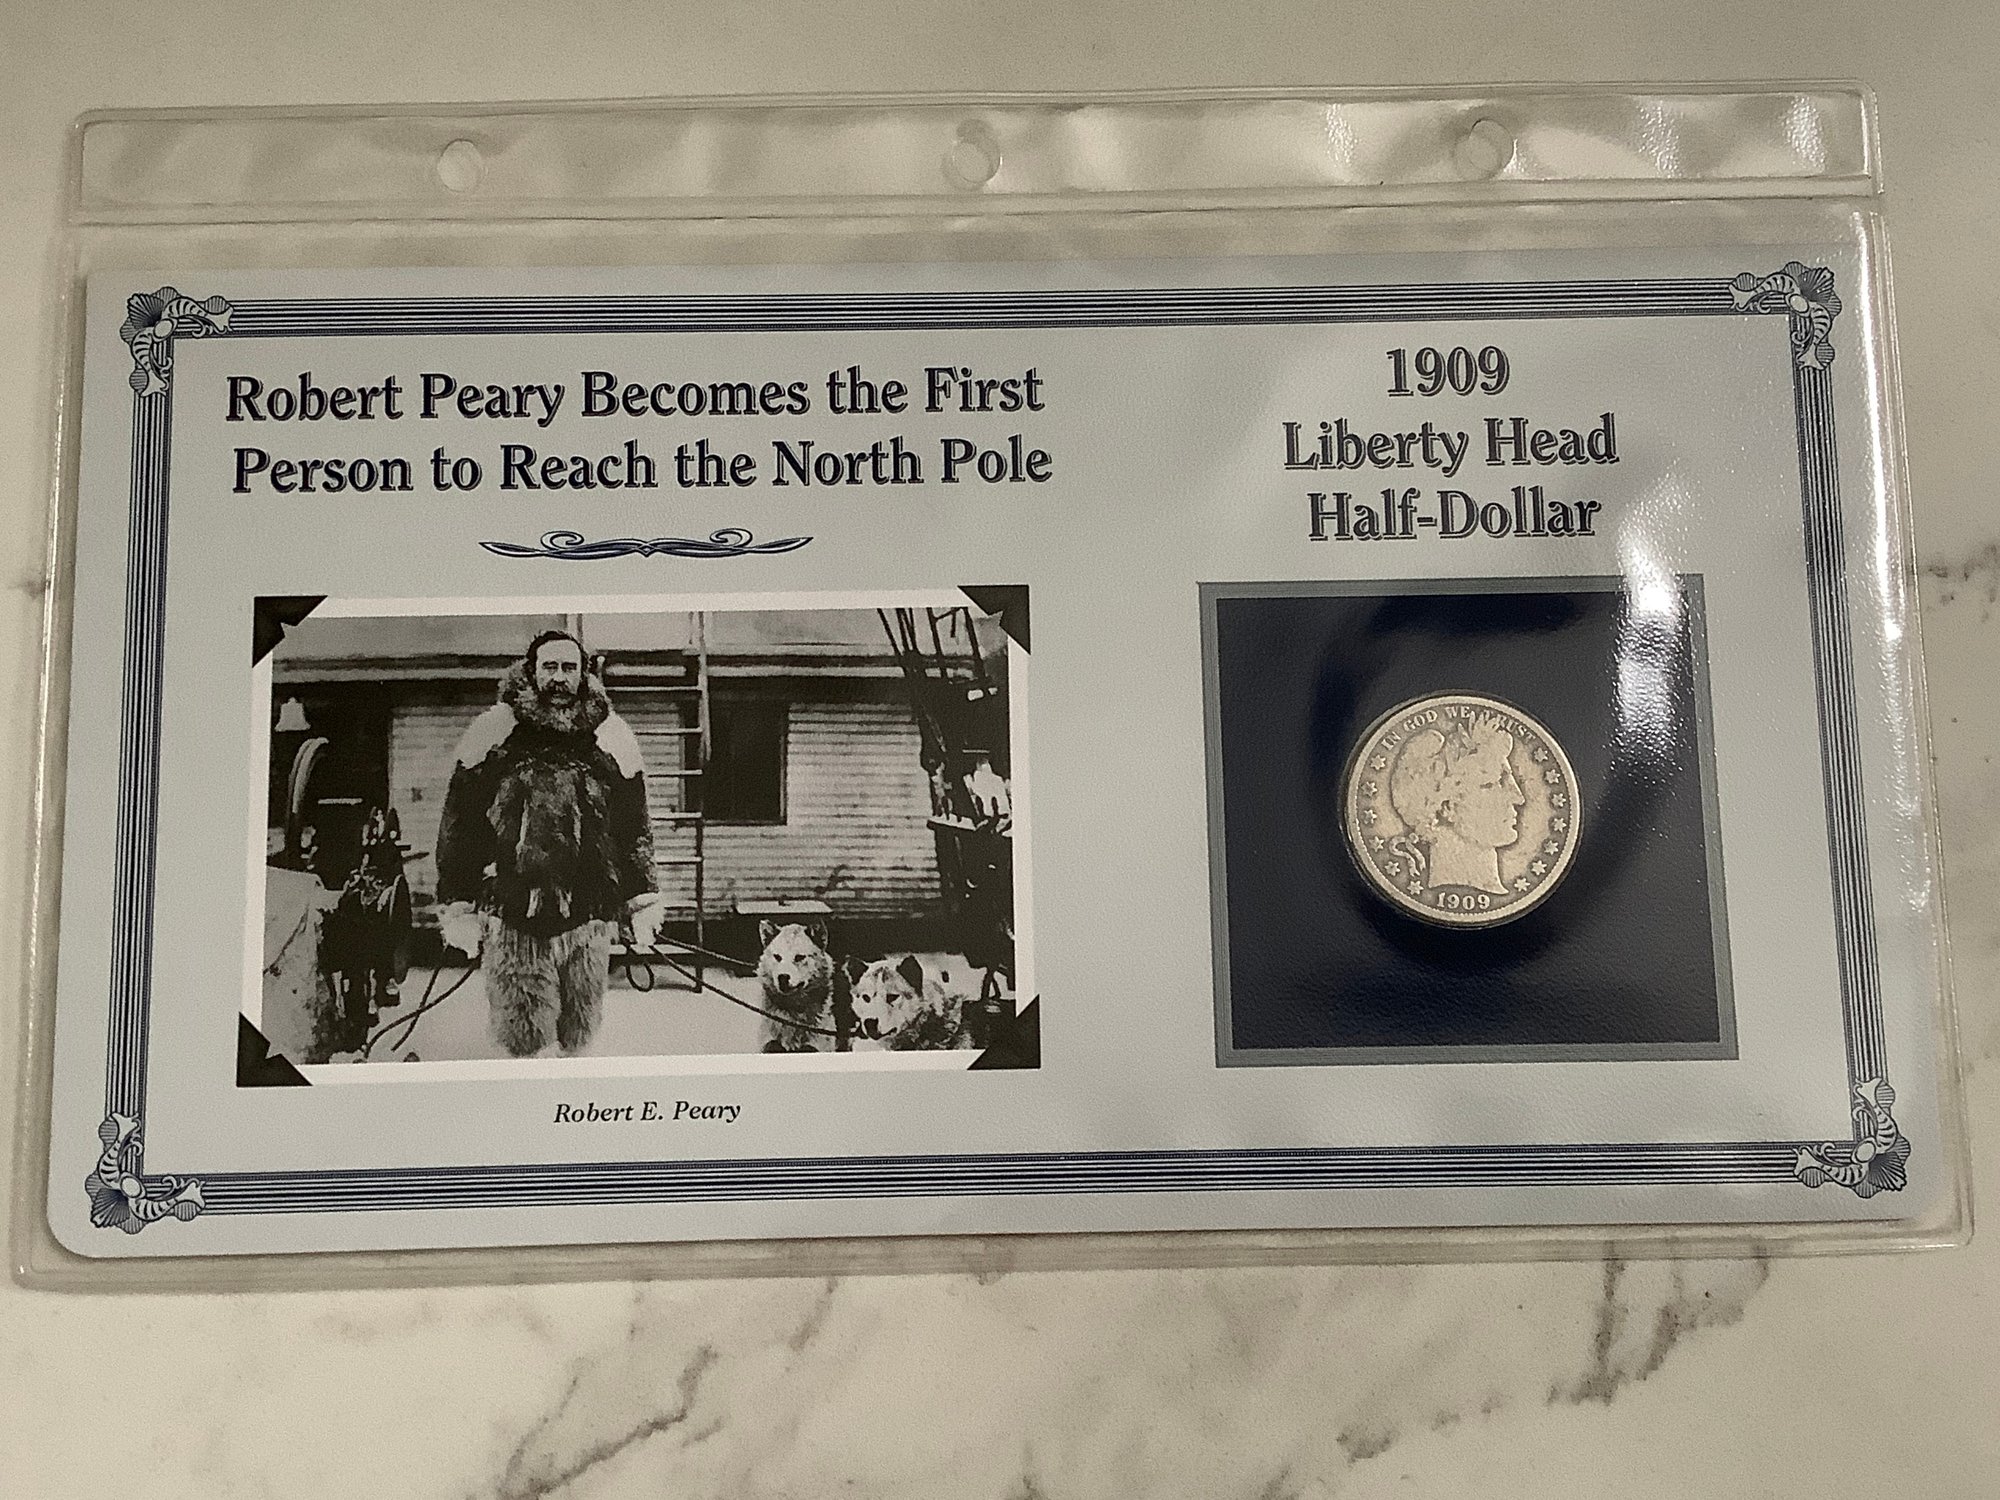 Robert Peary Becomes the First
Person to Reach the North Pole
Robert E. Peary
1909
Liberty Head
Half-Dollar
IN GOD WE TRUST
1909